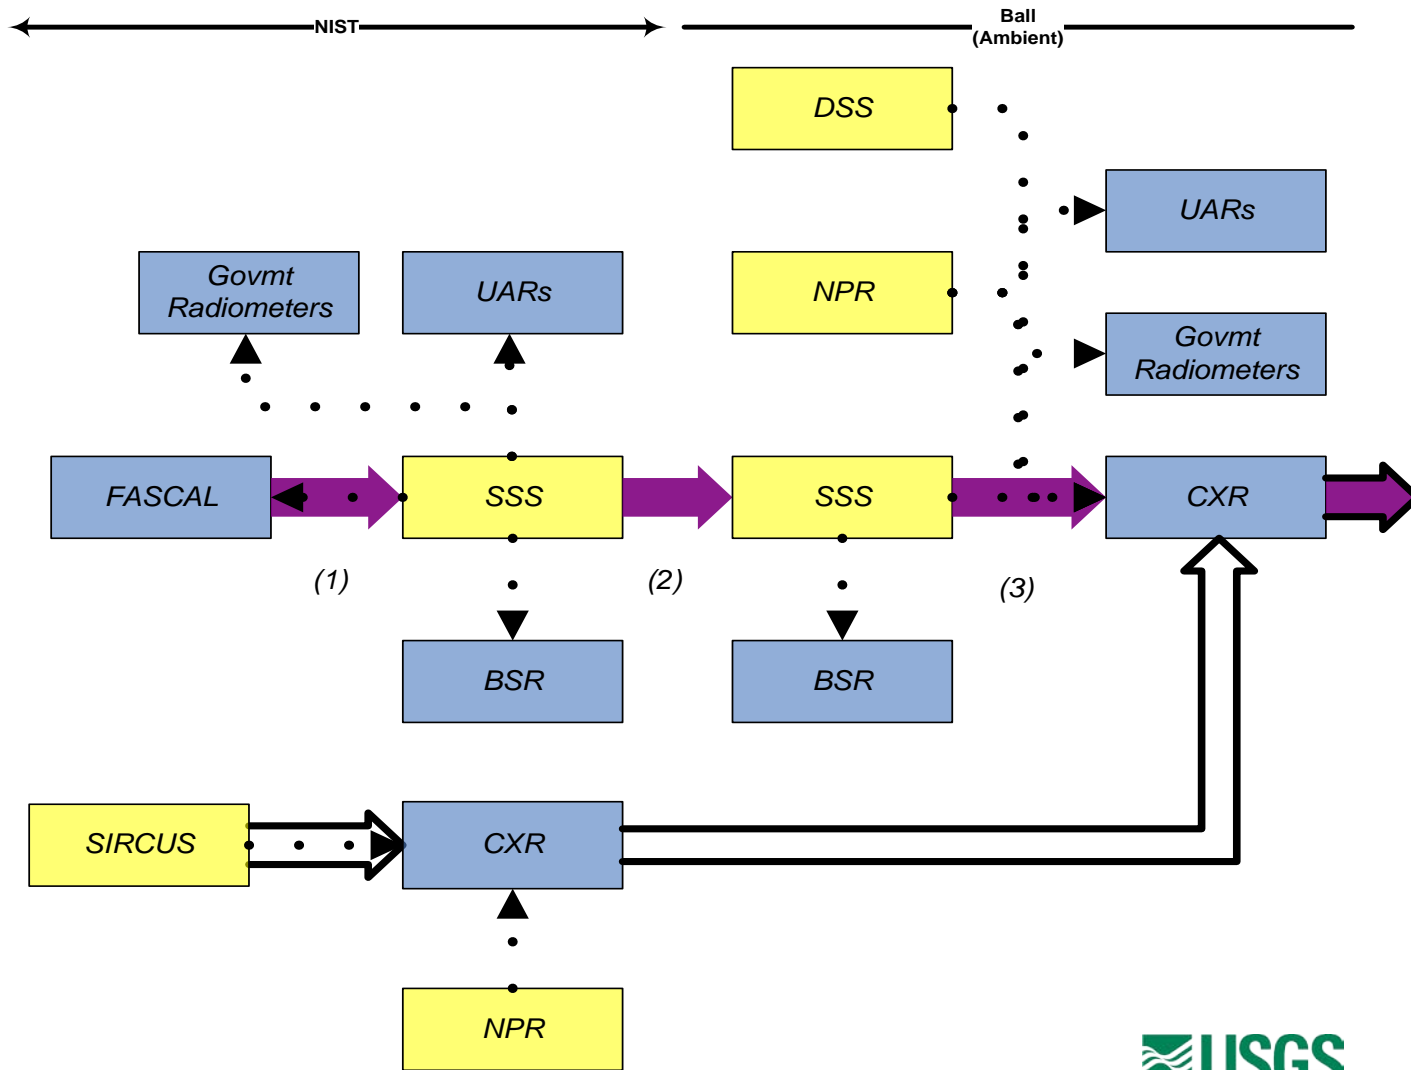 NIST
Ball
(Ambient)
DSS
UARs
Govmt
Radiometers
UARs
NPR
Govmt
Radiometers
FASCAL
SSS
SSS
CXR
(1)
(2)
(3)
BSR
BSR
SIRCUS
CXR
NPR
USGS